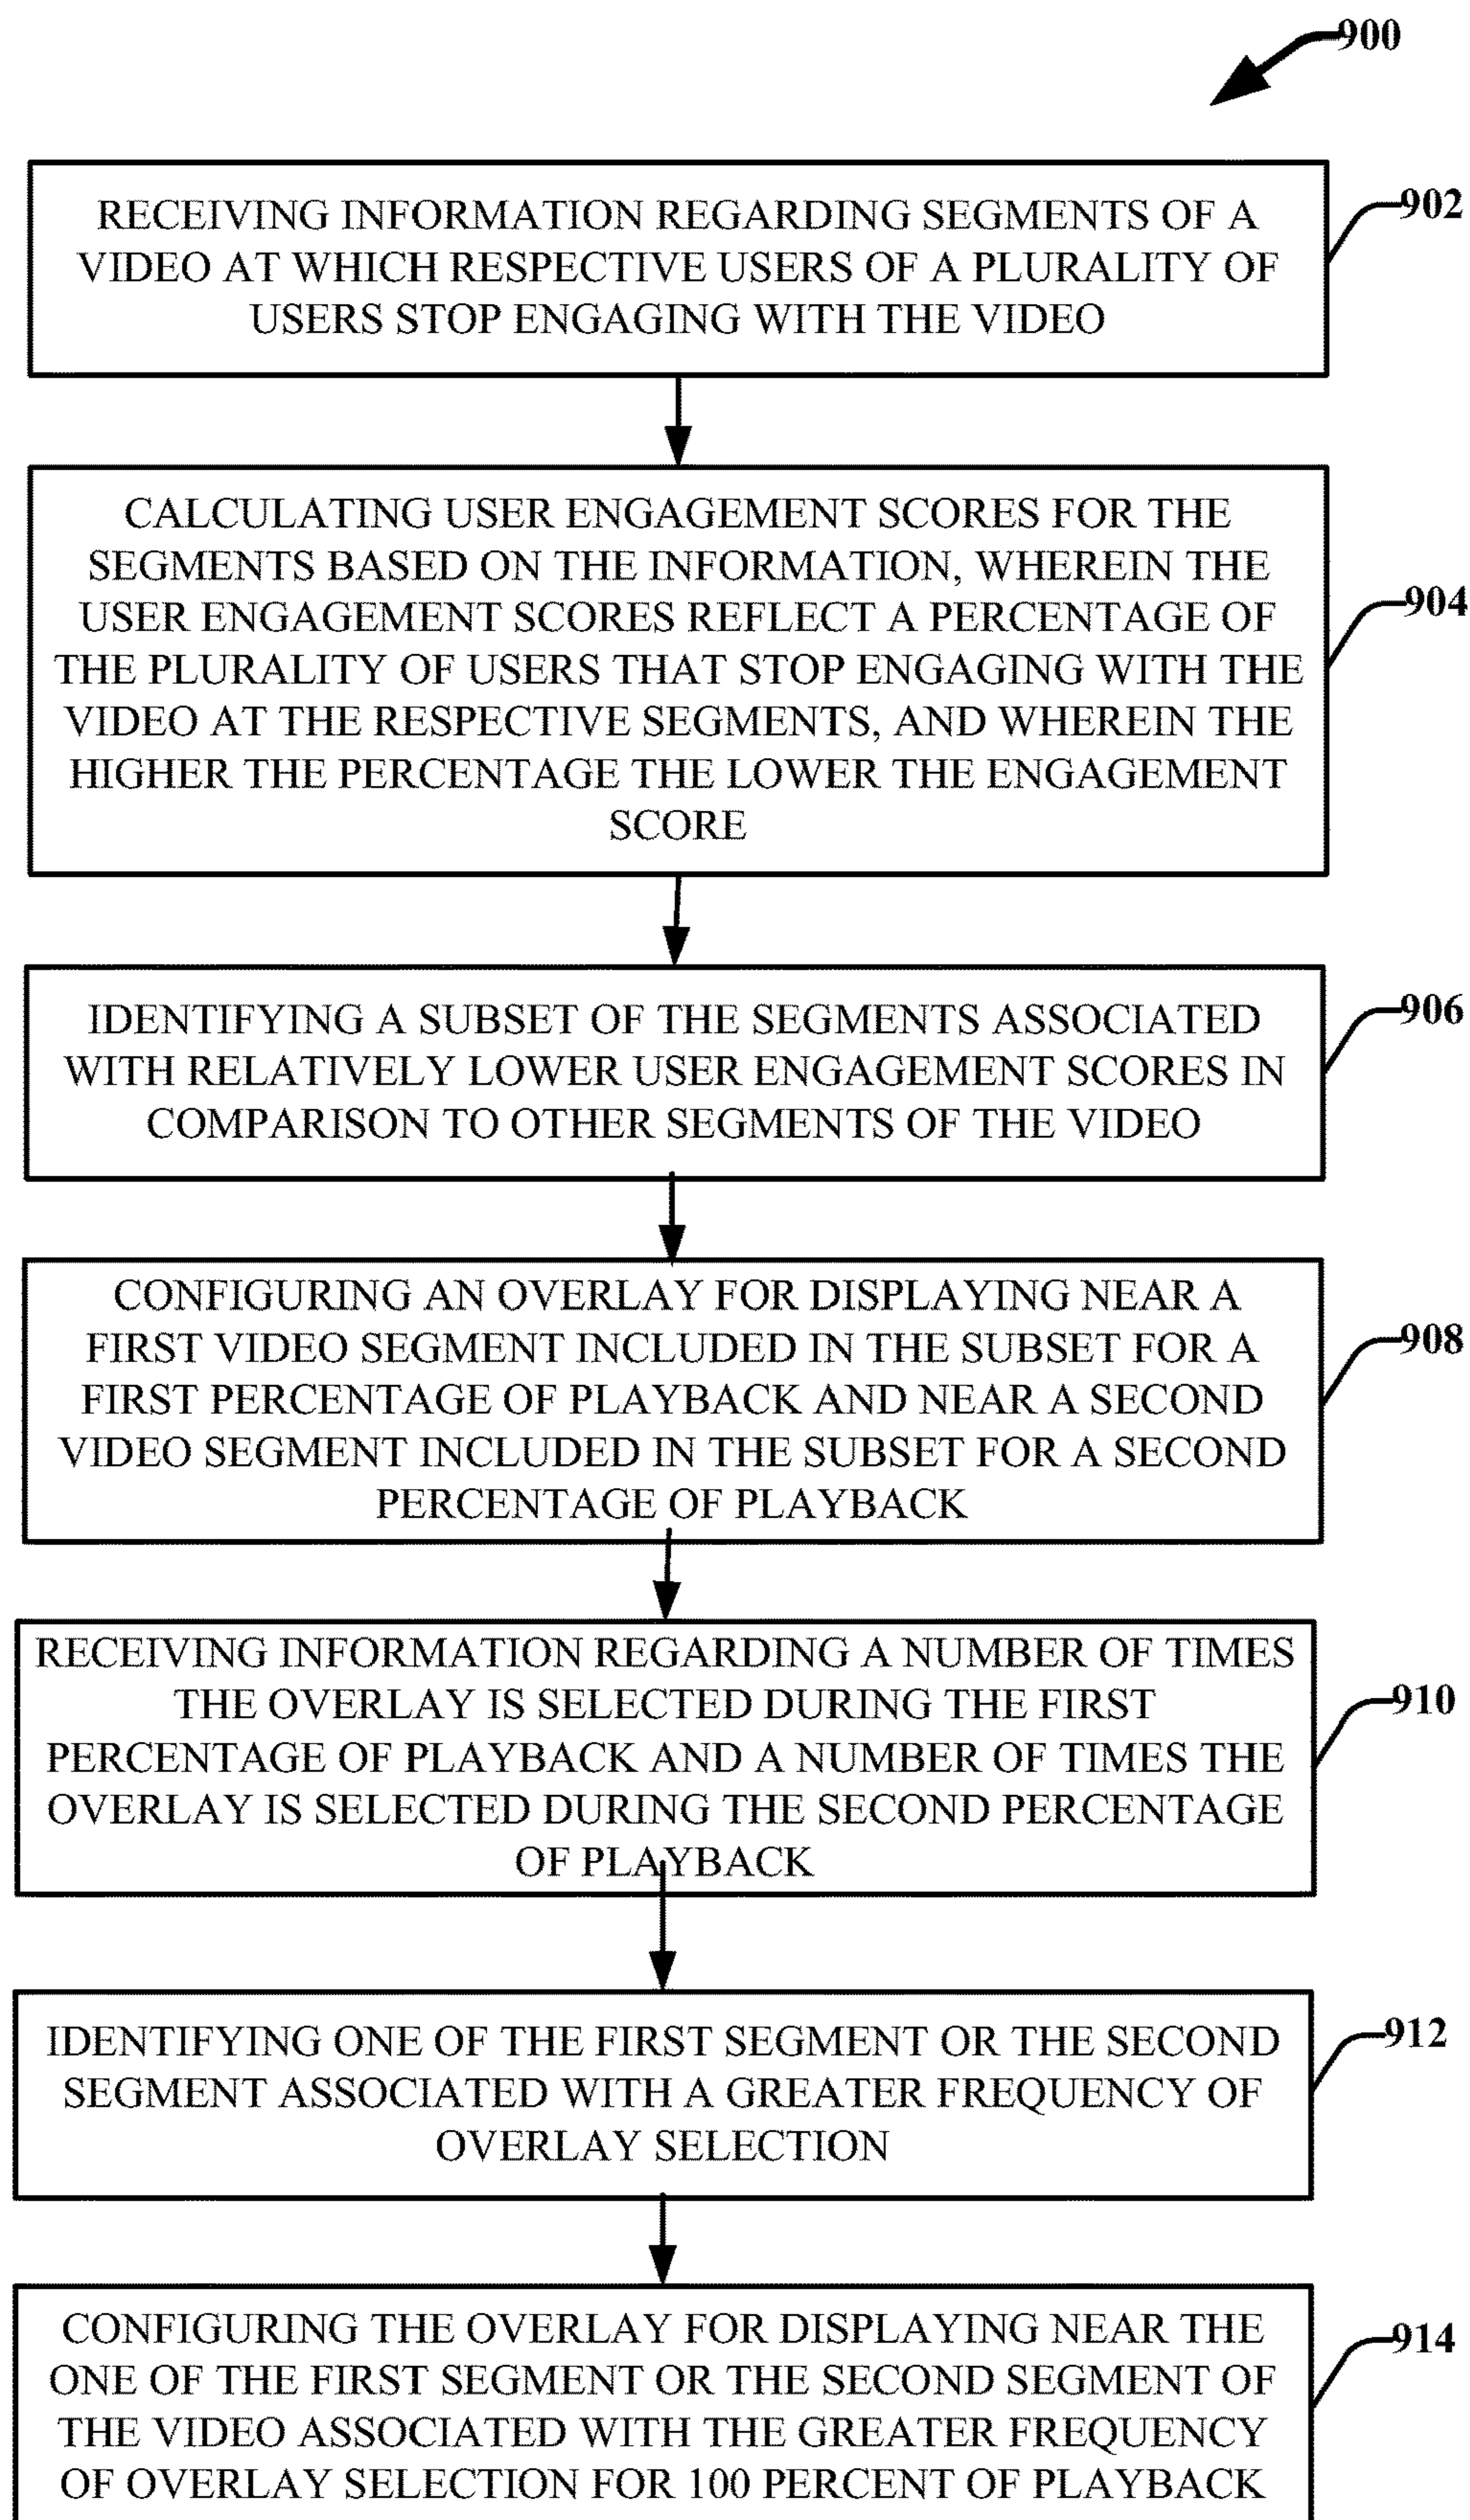 900
RECEIVING INFORMATION REGARDING SEGMENTS OF A
VIDEO AT WHICH RESPECTIVE USERS OF A PLURALITY OF
USERS STOP ENGAGING WITH THE VIDEO
902
CALCULATING USER ENGAGEMENT SCORES FOR THE
SEGMENTS BASED ON THE INFORMATION, WHEREIN THE
USER ENGAGEMENT SCORES REFLECT A PERCENTAGE OF
THE PLURALITY OF USERS THAT STOP ENGAGING WITH THE
VIDEO AT THE RESPECTIVE SEGMENTS, AND WHEREIN THE
HIGHER THE PERCENTAGE THE LOWER THE ENGAGEMENT
SCORE
904
IDENTIFYING A SUBSET OF THE SEGMENTS ASSOCIATED
WITH RELATIVELY LOWER USER ENGAGEMENT SCORES IN
COMPARISON TO OTHER SEGMENTS OF THE VIDEO
906
CONFIGURING AN OVERLAY FOR DISPLAYING NEAR A
FIRST VIDEO SEGMENT INCLUDED IN THE SUBSET FOR A
FIRST PERCENTAGE OF PLAYBACK AND NEAR A SECOND
VIDEO SEGMENT INCLUDED IN THE SUBSET FOR A SECOND
PERCENTAGE OF PLAYBACK
908
RECEIVING INFORMATION REGARDING A NUMBER OF TIMES
THE OVERLAY IS SELECTED DURING THE FIRST
PERCENTAGE OF PLAYBACK AND A NUMBER OF TIMES THE
OVERLAY IS SELECTED DURING THE SECOND PERCENTAGE
OF PLAYBACK
910
IDENTIFYING ONE OF THE FIRST SEGMENT OR THE SECOND
SEGMENT ASSOCIATED WITH A GREATER FREQUENCY OF
OVERLAY SELECTION
912
CONFIGURING THE OVERLAY FOR DISPLAYING NEAR THE
ONE OF THE FIRST SEGMENT OR THE SECOND SEGMENT OF
THE VIDEO ASSOCIATED WITH THE GREATER FREQUENCY
OF OVERLAY SELECTION FOR 100 PERCENT OF PLAYBACK
914